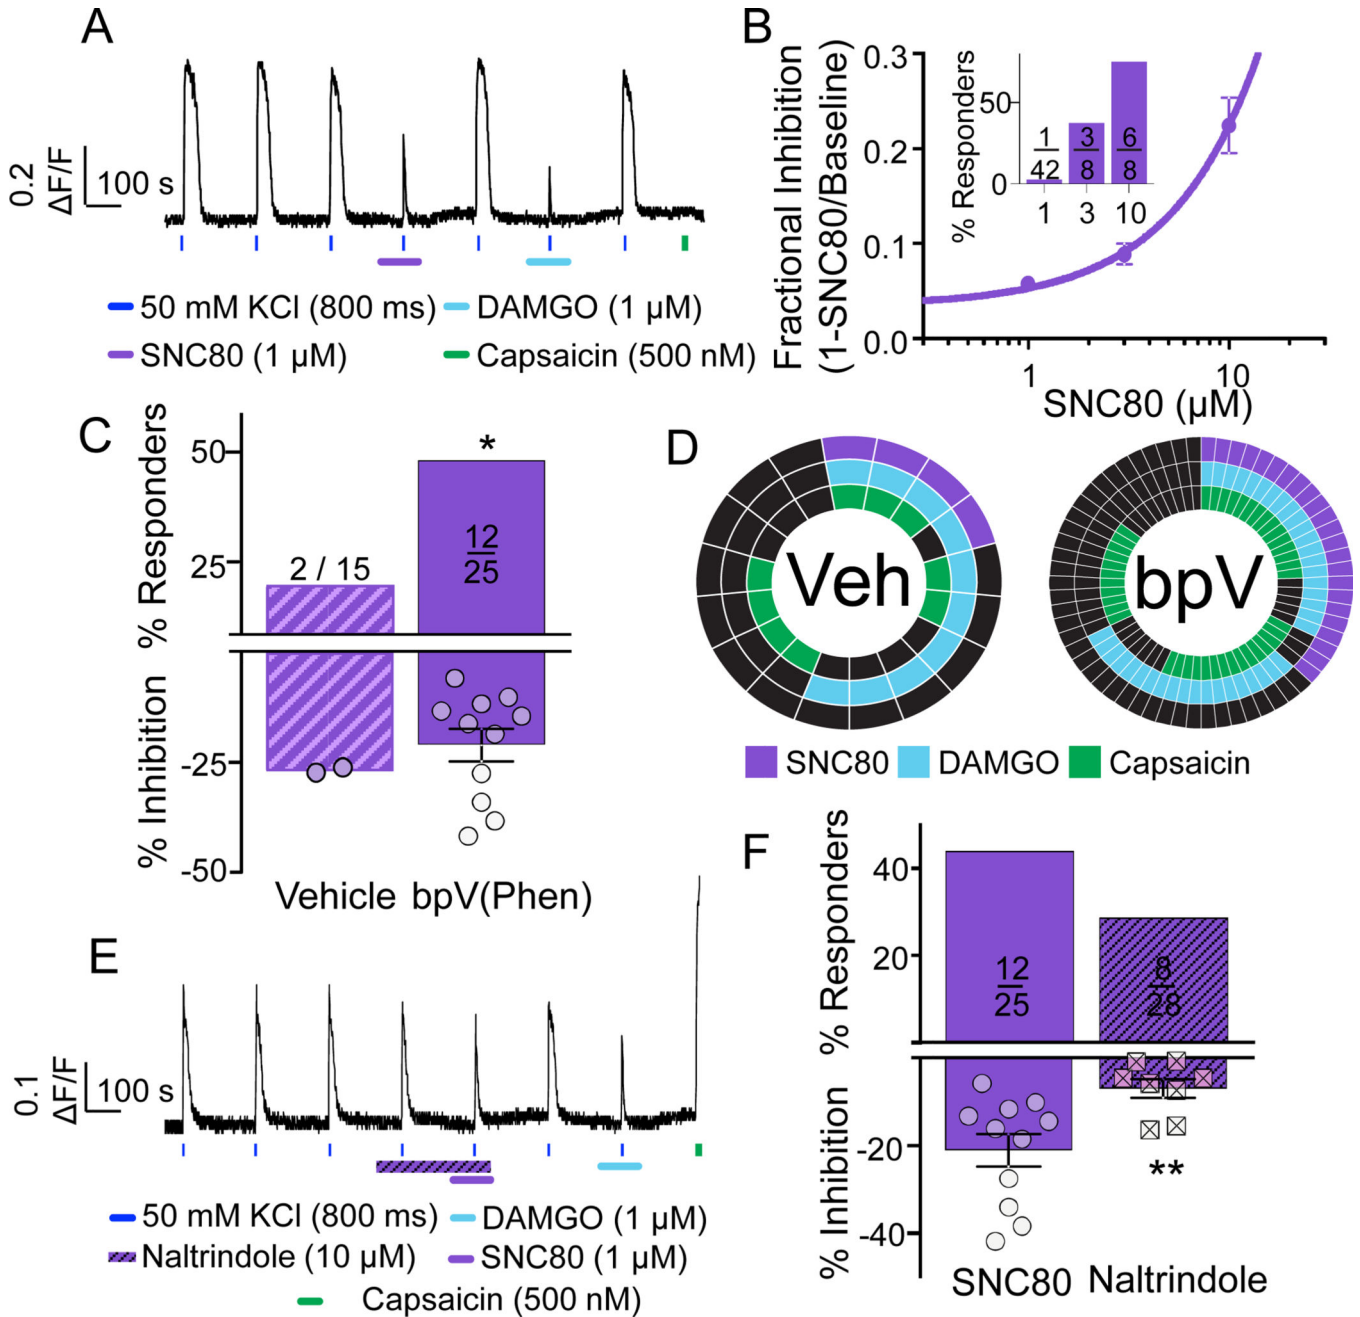 A
0.2
ΔF/F
100 s
50 mM KCl (800 ms)
DAMGO (1 µM)
SNC80 (1 µM)
Capsaicin (500 nM)
B
Fractional Inhibition
(1-SNC80/Baseline)
0.3
0.2
0.1
0.0
% Responders
50
0
1
42
3
8
6
8
1
3
10
1
10
SNC80 (µM)
C
% Responders
50
25
2 / 15
*
12
25
% Inhibition
-25
-50
Vehicle
bpV(Phen)
D
Veh
bpV
SNC80
DAMGO
Capsaicin
E
0.1
ΔF/F
100 s
50 mM KCl (800 ms)
DAMGO (1 µM)
Naltrindole (10 µM)
SNC80 (1 µM)
Capsaicin (500 nM)
F
% Responders
40
20
12
25
8
28
% Inhibition
-20
-40
**
SNC80
Naltrindole